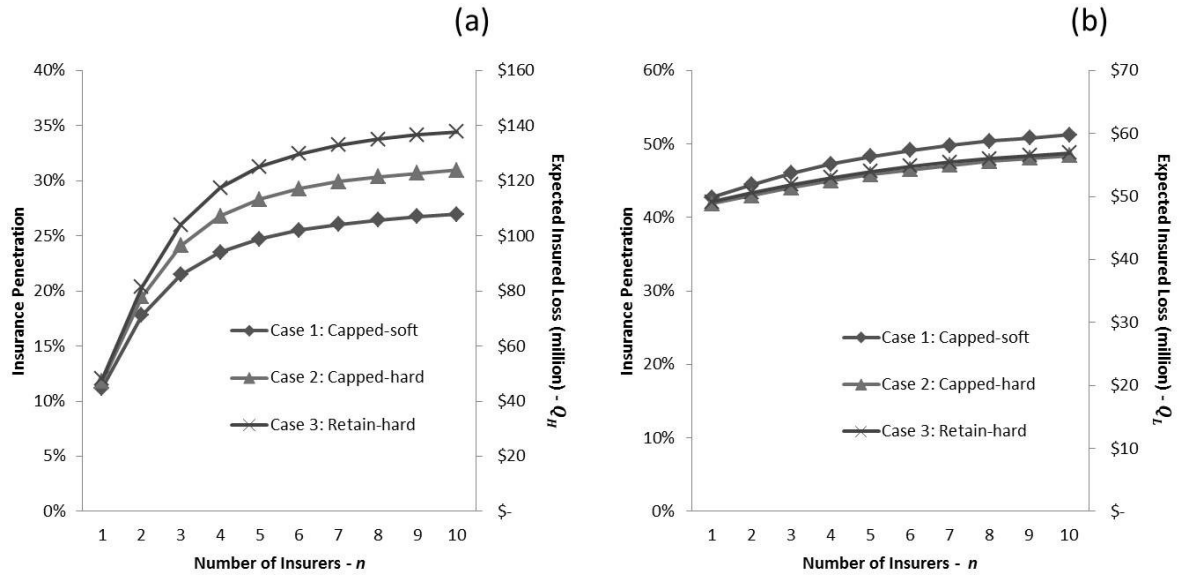 (a)
40%
35%
30%
25%
20%
15%
10%
5%
0%
Insurance Penetration
$160
$140
$120
$100
$80
$60
$40
$20
$-
Expected Insured Loss (million) - Q_H
Case 1: Capped-soft
Case 2: Capped-hard
Case 3: Retain-hard
1 2 3 4 5 6 7 8 9 10
Number of Insurers - n
(b)
60%
50%
40%
30%
20%
10%
0%
Insurance Penetration
$70
$60
$50
$40
$30
$20
$10
$-
Expected Insured Loss (million) - Q_L
Case 1: Capped-soft
Case 2: Capped-hard
Case 3: Retain-hard
1 2 3 4 5 6 7 8 9 10
Number of Insurers - n